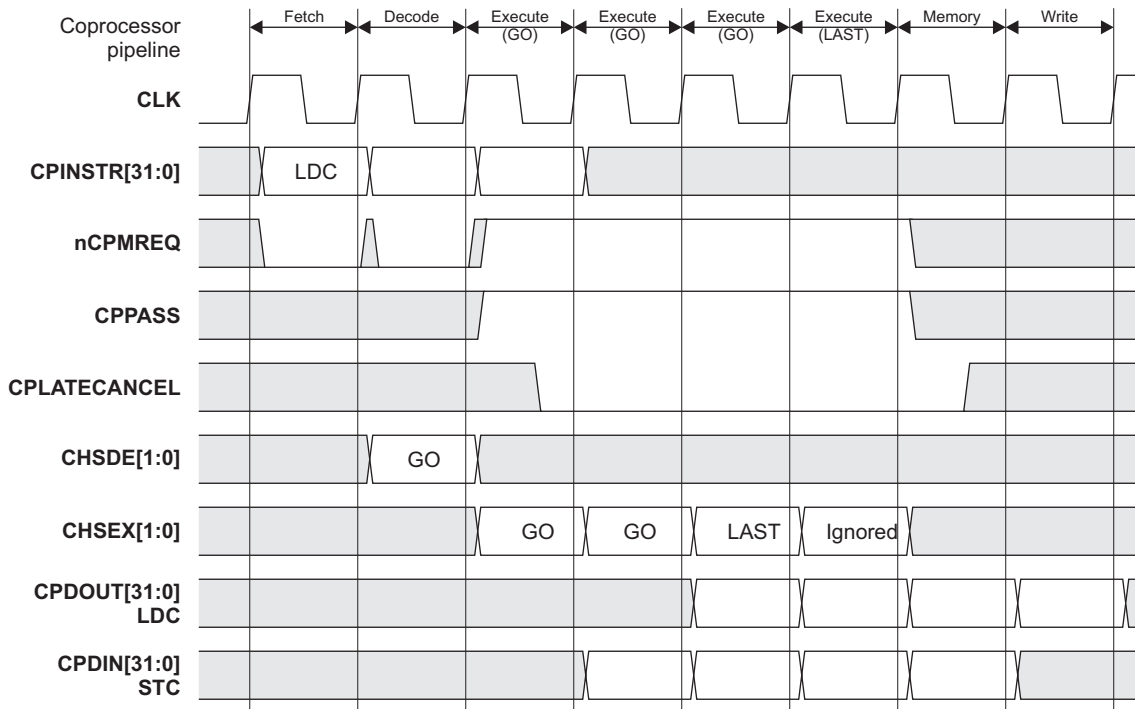 Coprocessor
pipeline
Fetch
Decode
Execute
(GO)
Execute
(GO)
Execute
(GO)
Execute
(LAST)
Memory
Write
CLK
CPINSTR[31:0]
LDC
nCPMREQ
CPPASS
CPLATECANCEL
CHSDE[1:0]
GO
CHSEX[1:0]
GO
GO
LAST
Ignored
CPDOUT[31:0]
LDC
CPDIN[31:0]
STC